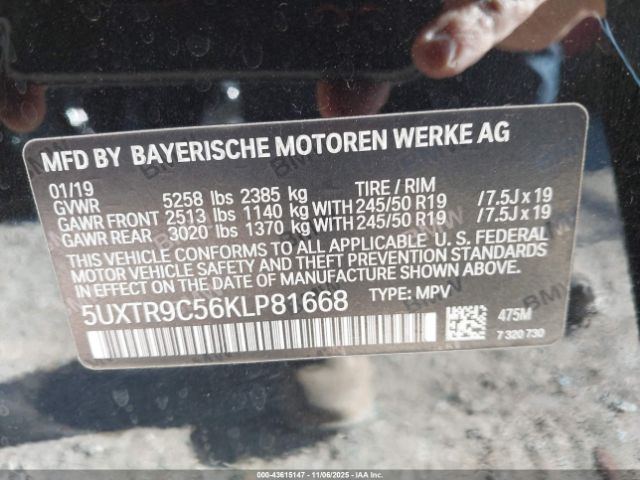 MFD BY BAYERISCHE MOTOREN WERKE AG
01/19 TIRE / RIM
GVWR 5258 lbs 2385 kg
GAWR FRONT 2513 lbs 1140 kg WITH 245/50 R19 /7.5J x 19
GAWR REAR 3020 lbs 1370 kg WITH 245/50 R19 /7.5J x 19
THIS VEHICLE CONFORMS TO ALL APPLICABLE U. S. FEDERAL
MOTOR VEHICLE SAFETY AND THEFT PREVENTION STANDARDS
IN EFFECT ON THE DATE OF MANUFACTURE SHOWN ABOVE.
5UXTR9C56KLP81668 TYPE: MPV
475M
7 320 730
000-43615147 - 11/06/2025 - IAAI, Inc. Copyright